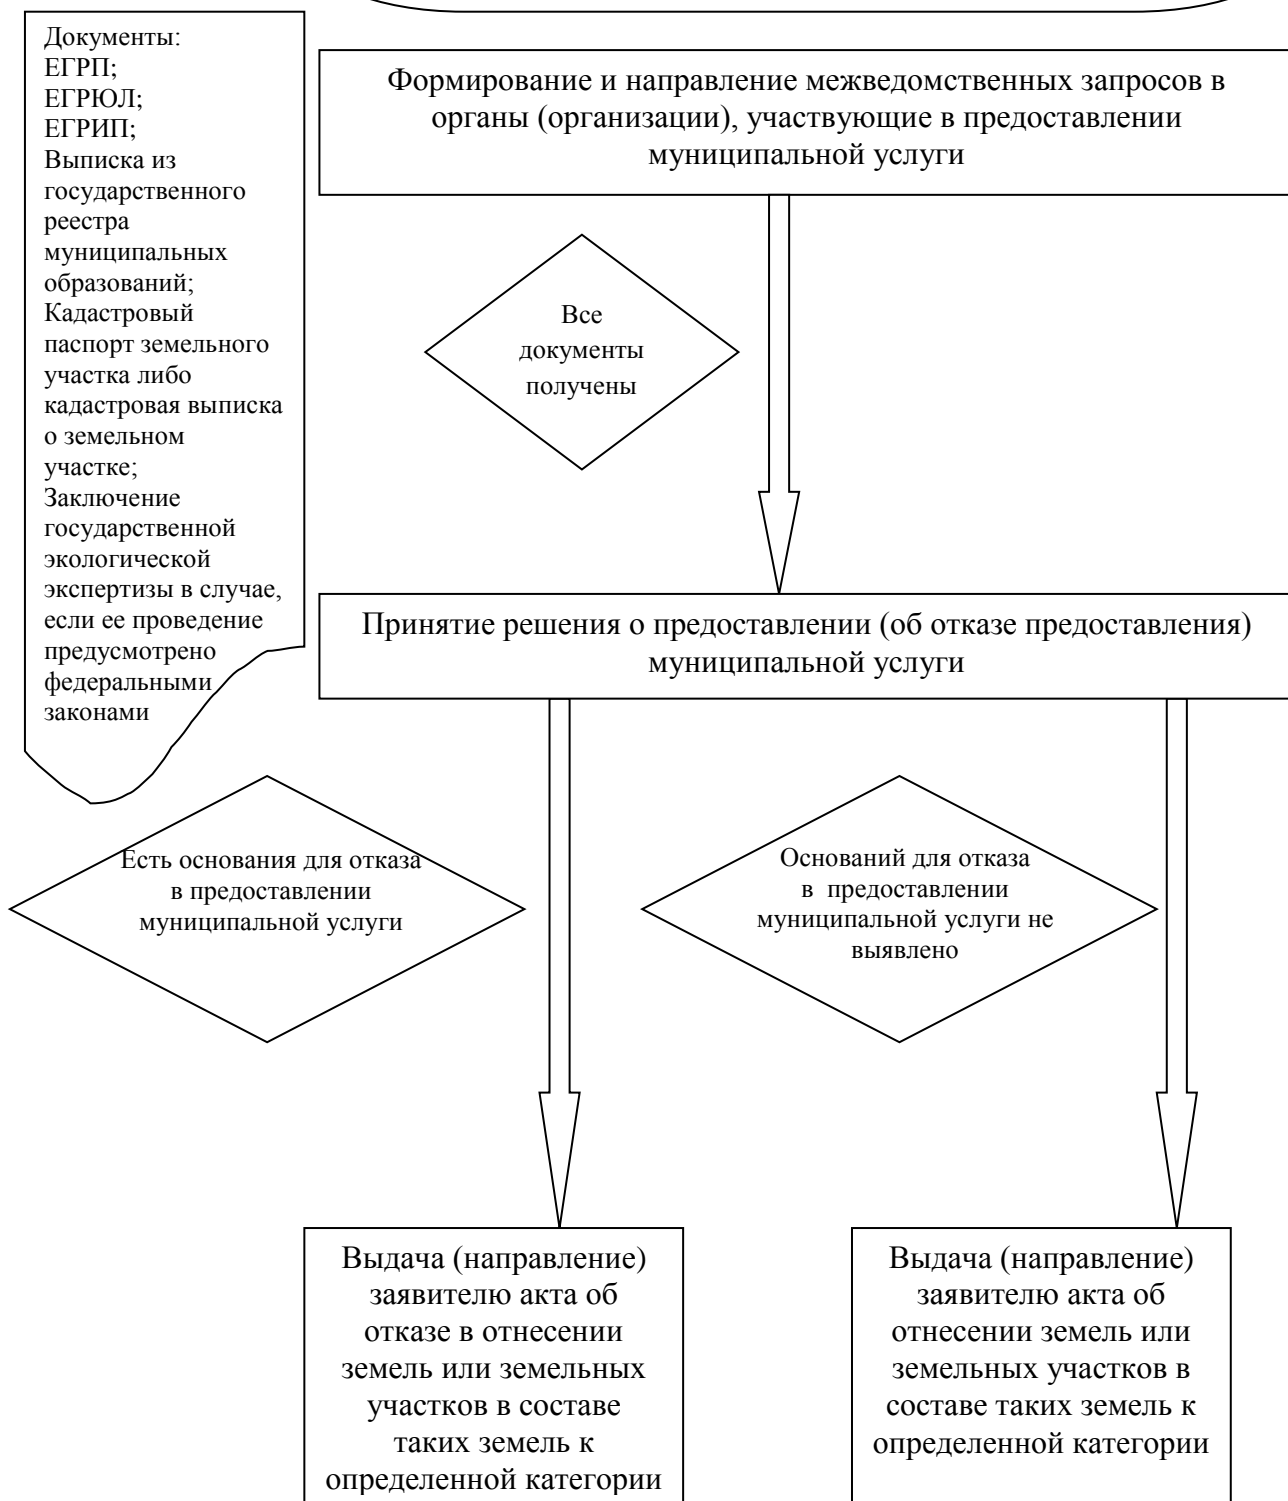 Документы:
ЕГРП;
ЕГРЮЛ;
ЕГРИП;
Выписка из
государственного
реестра
муниципальных
образований;
Кадастровый
паспорт земельного
участка либо
кадастровая выписка
о земельном
участке;
Заключение
государственной
экологической
экспертизы в случае,
если ее проведение
предусмотрено
федеральными
законами
Формирование и направление межведомственных запросов в
органы (организации), участвующие в предоставлении
муниципальной услуги
Все
документы
получены
Принятие решения о предоставлении (об отказе предоставления)
муниципальной услуги
Есть основания для отказа
в предоставлении
муниципальной услуги
Оснований для отказа
в предоставлении
муниципальной услуги не
выявлено
Выдача (направление)
заявителю акта об
отказе в отнесении
земель или земельных
участков в составе
таких земель к
определенной категории
Выдача (направление)
заявителю акта об
отнесении земель или
земельных участков в
составе таких земель к
определенной категории